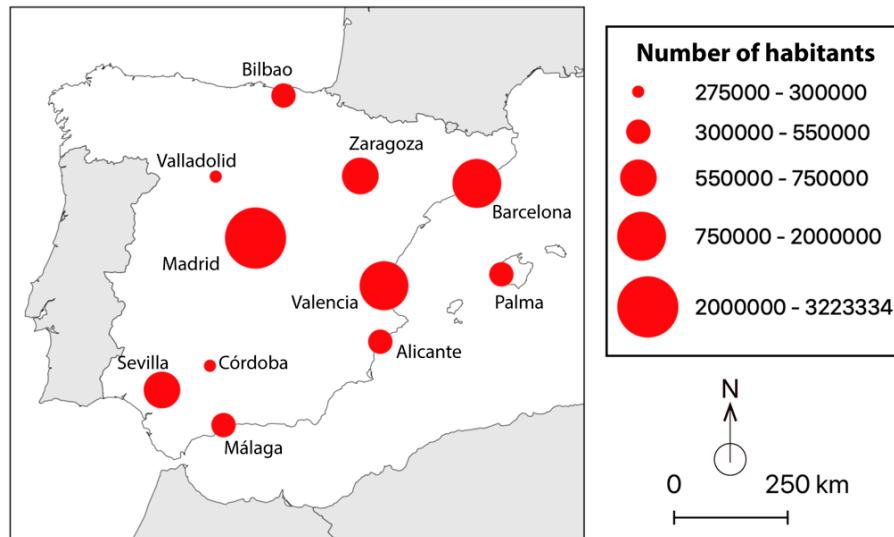 Bilbao
Zaragoza
Valladolid
Barcelona
Madrid
Valencia
Palma
Alicante
Sevilla
Córdoba
Málaga
Number of habitants
275000 - 300000
300000 - 550000
550000 - 750000
750000 - 2000000
2000000 - 3223334
N
0 250 km